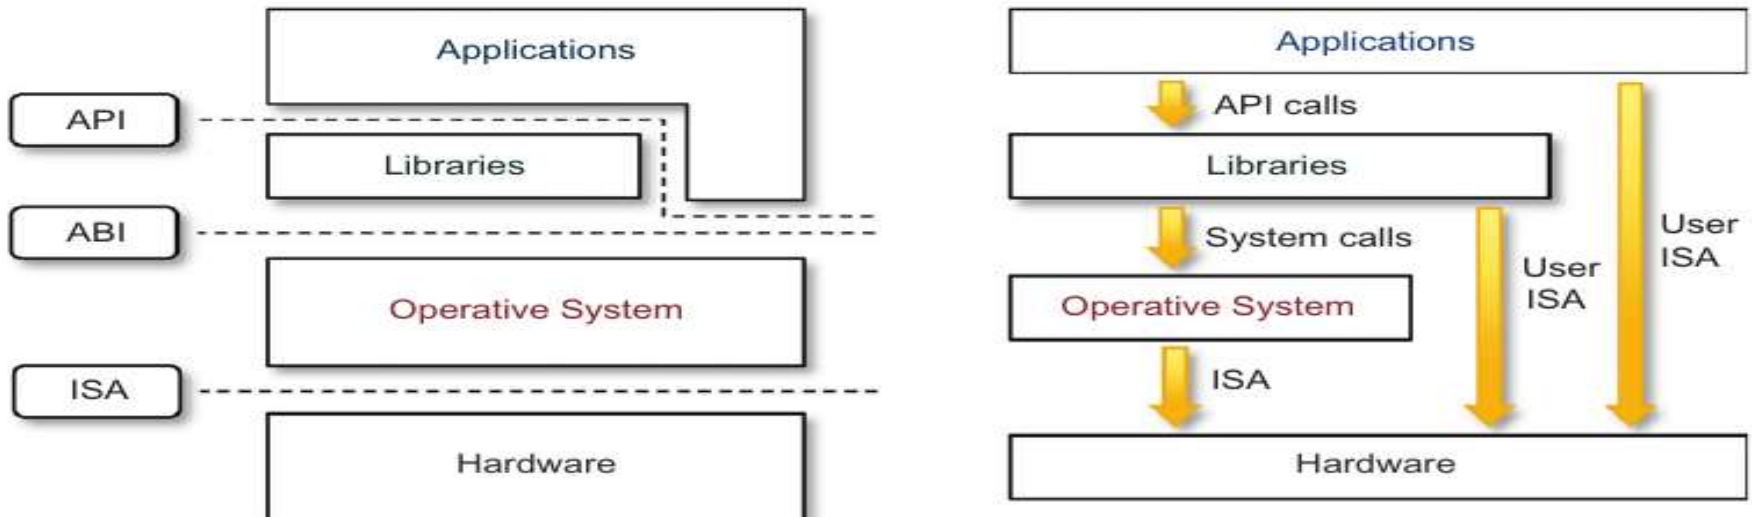 Applications
API
Libraries
ABI
Operative System
ISA
Hardware
Applications
API calls
Libraries
System calls
User
ISA
User
ISA
Operative System
ISA
Hardware